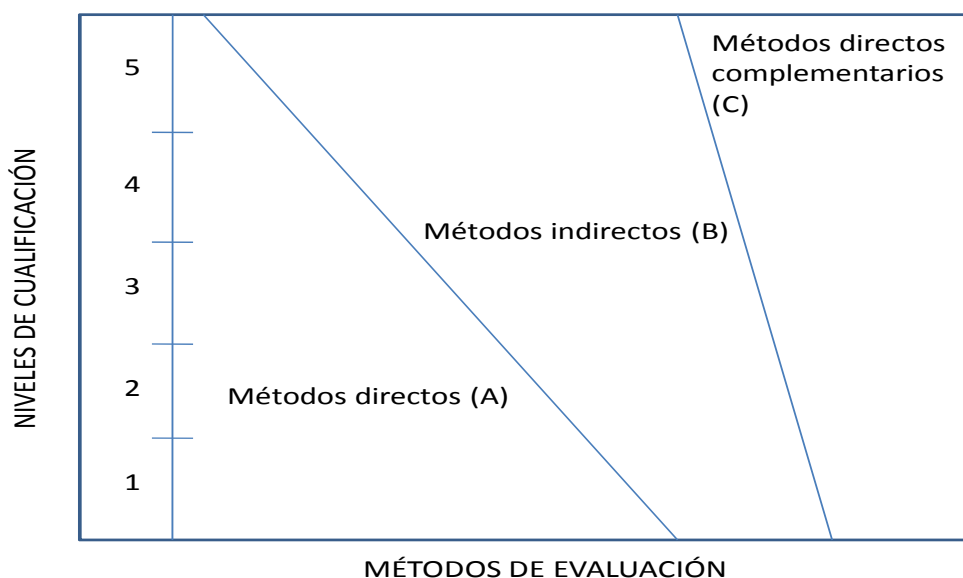 NIVELES DE CUALIFICACIÓN
5
4
3
2
1
Métodos directos
complementarios
(C)
Métodos indirectos (B)
Métodos directos (A)
MÉTODOS DE EVALUACIÓN